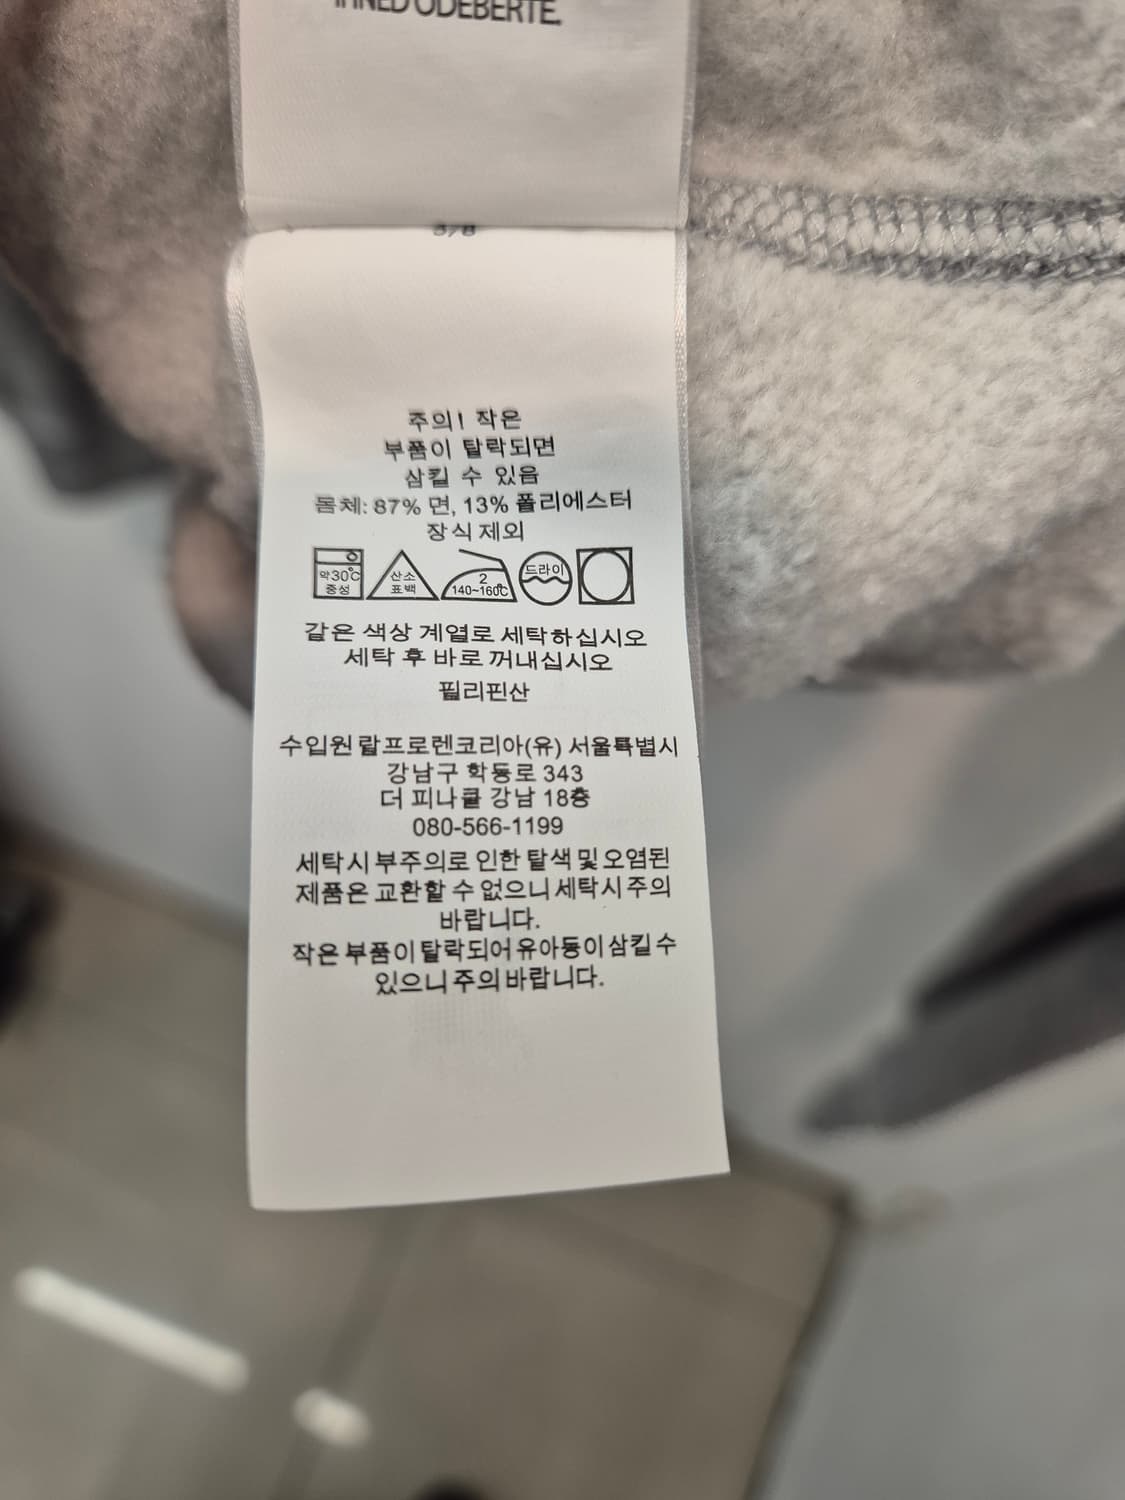 IHNED ODEBERTE.
3/8
주의! 작은
부품이 탈락되면
삼킬 수 있음
몸체: 87% 면, 13% 폴리에스터
장식 제외
약30℃
중성
산소
표백
2
140~160℃
드라이
같은 색상 계열로 세탁하십시오
세탁 후 바로 꺼내십시오
필리핀산
수입원 랄프로렌코리아(유) 서울특별시
강남구 학동로 343
더 피나클 강남 18층
080-566-1199
세탁시 부주의로 인한 탈색 및 오염된
제품은 교환할 수 없으니 세탁시 주의
바랍니다.
작은 부품이 탈락되어 유아등이 삼킬 수
있으니 주의 바랍니다.